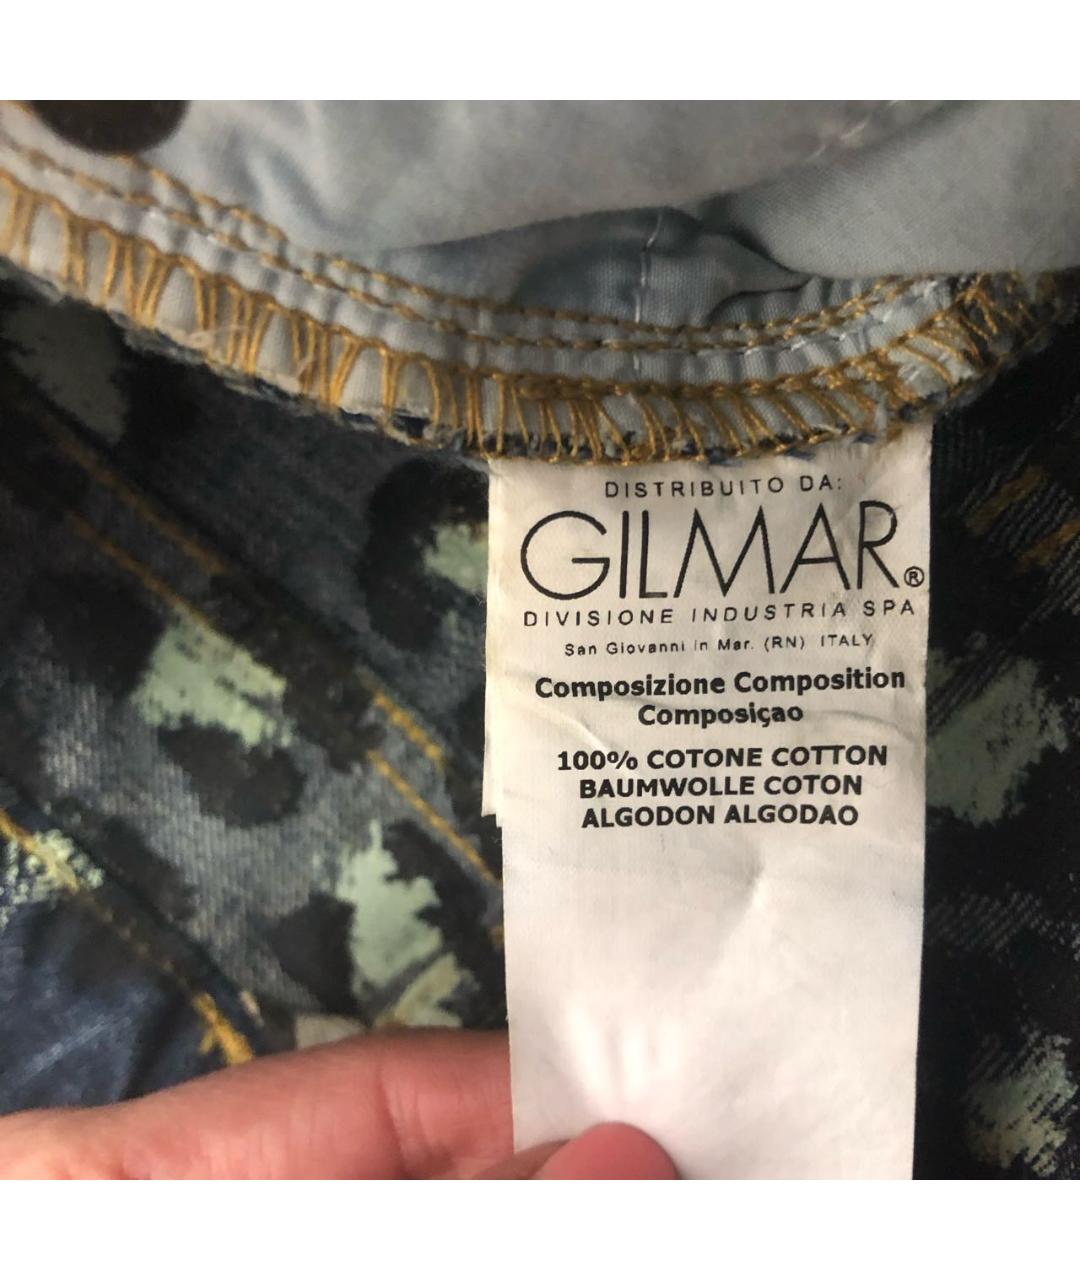 DISTRIBUITO DA:
GILMAR®
DIVISIONE INDUSTRIA SPA
San Giovanni in Mar. (RN) ITALY
Composizione Composition
Composiçao
100% COTONE COTTON
BAUMWOLLE COTON
ALGODON ALGODAO